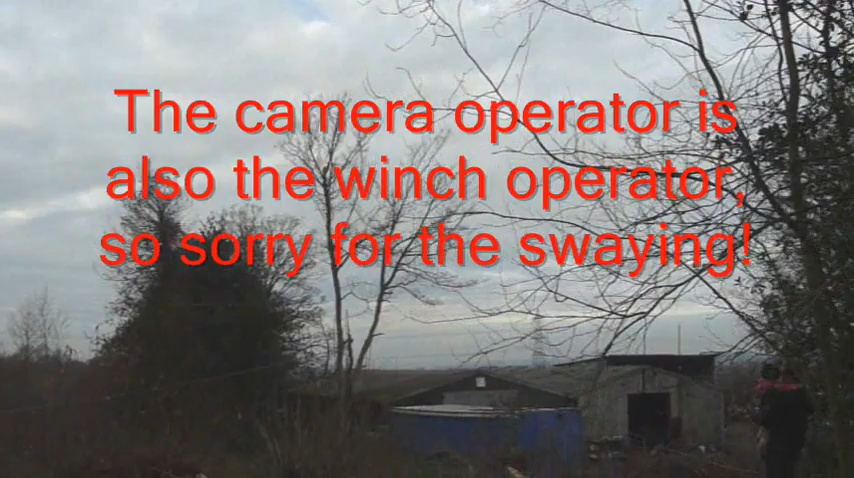 The camera operator is
also the winch operator,
so sorry for the swaying!